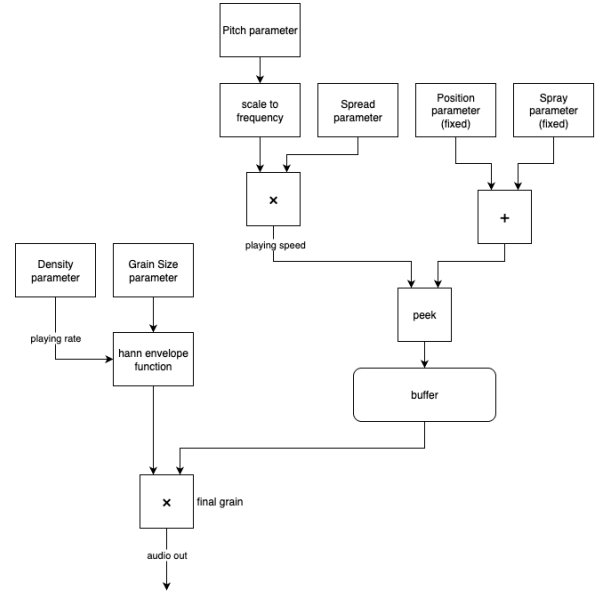 Pitch parameter
scale to
frequency
Spread
parameter
Position
parameter
(fixed)
Spray
parameter
(fixed)
×
+
playing speed
Density
parameter
Grain Size
parameter
peek
playing rate
hann envelope
function
buffer
×
final grain
audio out